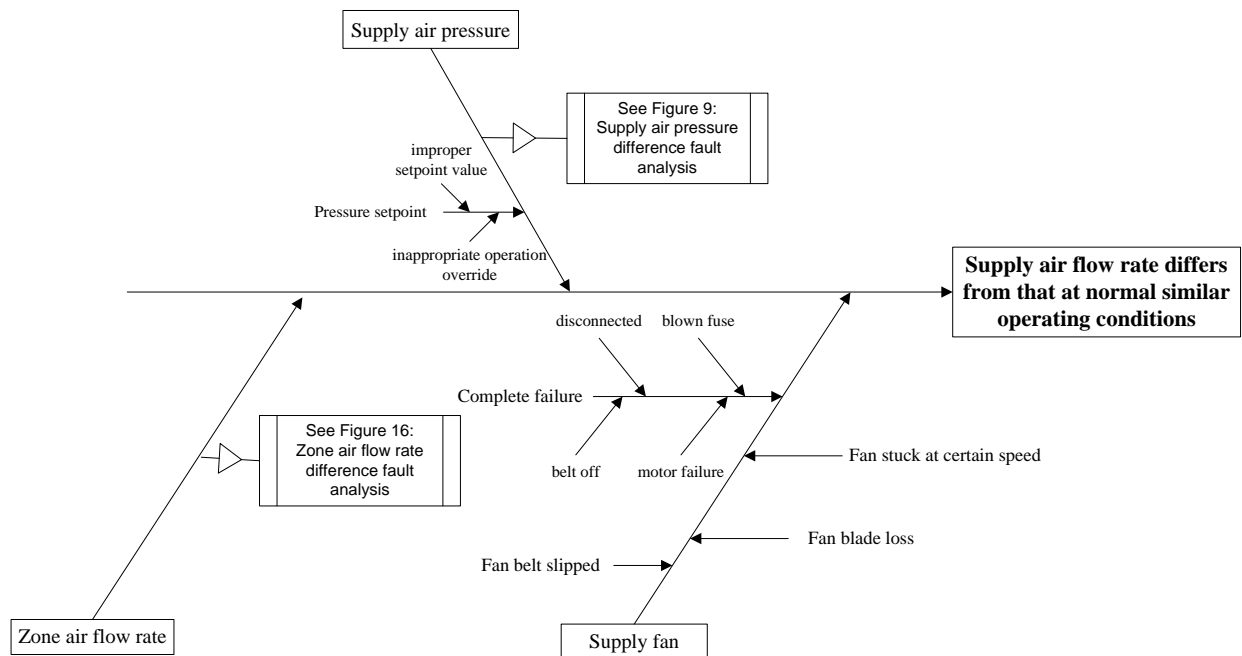 Supply air pressure
See Figure 9:
Supply air pressure
difference fault
analysis
improper
setpoint value
Pressure setpoint
inappropriate operation
override
Supply air flow rate differs
from that at normal similar
operating conditions
disconnected
blown fuse
Complete failure
belt off
motor failure
See Figure 16:
Zone air flow rate
difference fault
analysis
Fan stuck at certain speed
Fan blade loss
Fan belt slipped
Zone air flow rate
Supply fan